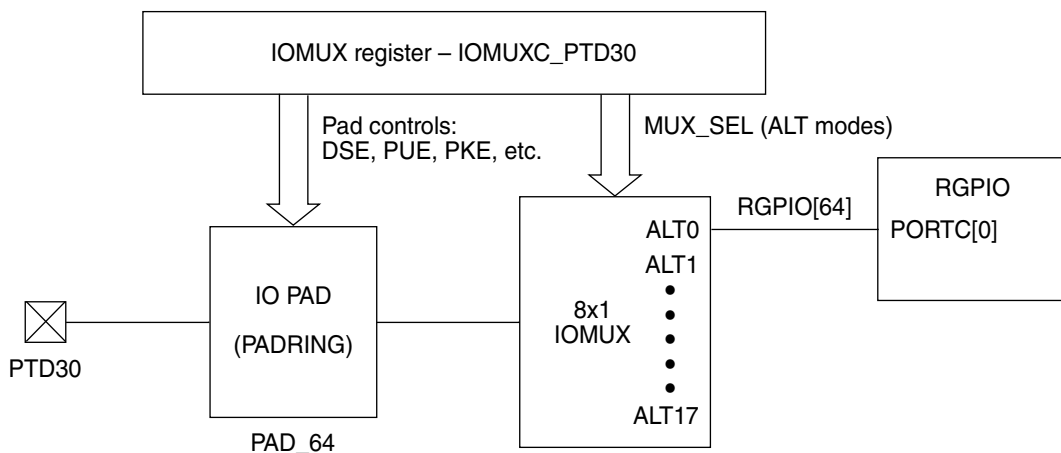 IOMUX register – IOMUXC_PTD30
Pad controls:
DSE, PUE, PKE, etc.
MUX_SEL (ALT modes)
RGPIO
RGPIO[64]
PORTC[0]
ALT0
ALT1
IO PAD
(PADRING)
8x1
IOMUX
PTD30
ALT17
PAD_64